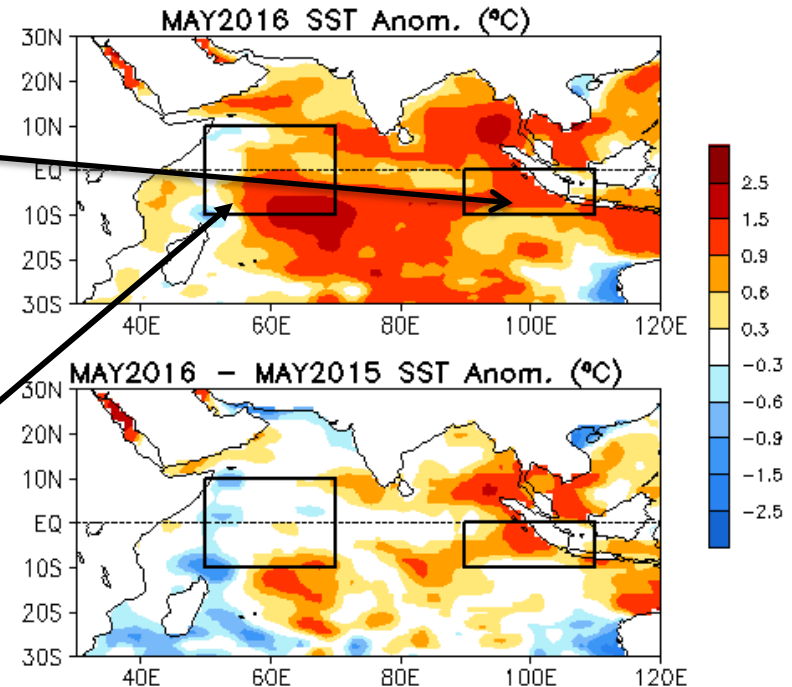 MAY2016 SST Anom. (°C)
30N
20N
10N
EQ
10S
20S
30S
40E 60E 80E 100E 120E
MAY2016 – MAY2015 SST Anom. (°C)
30N
20N
10N
EQ
10S
20S
30S
40E 60E 80E 100E 120E
2.5
1.5
0.9
0.6
0.3
−0.3
−0.6
−0.9
−1.5
−2.5